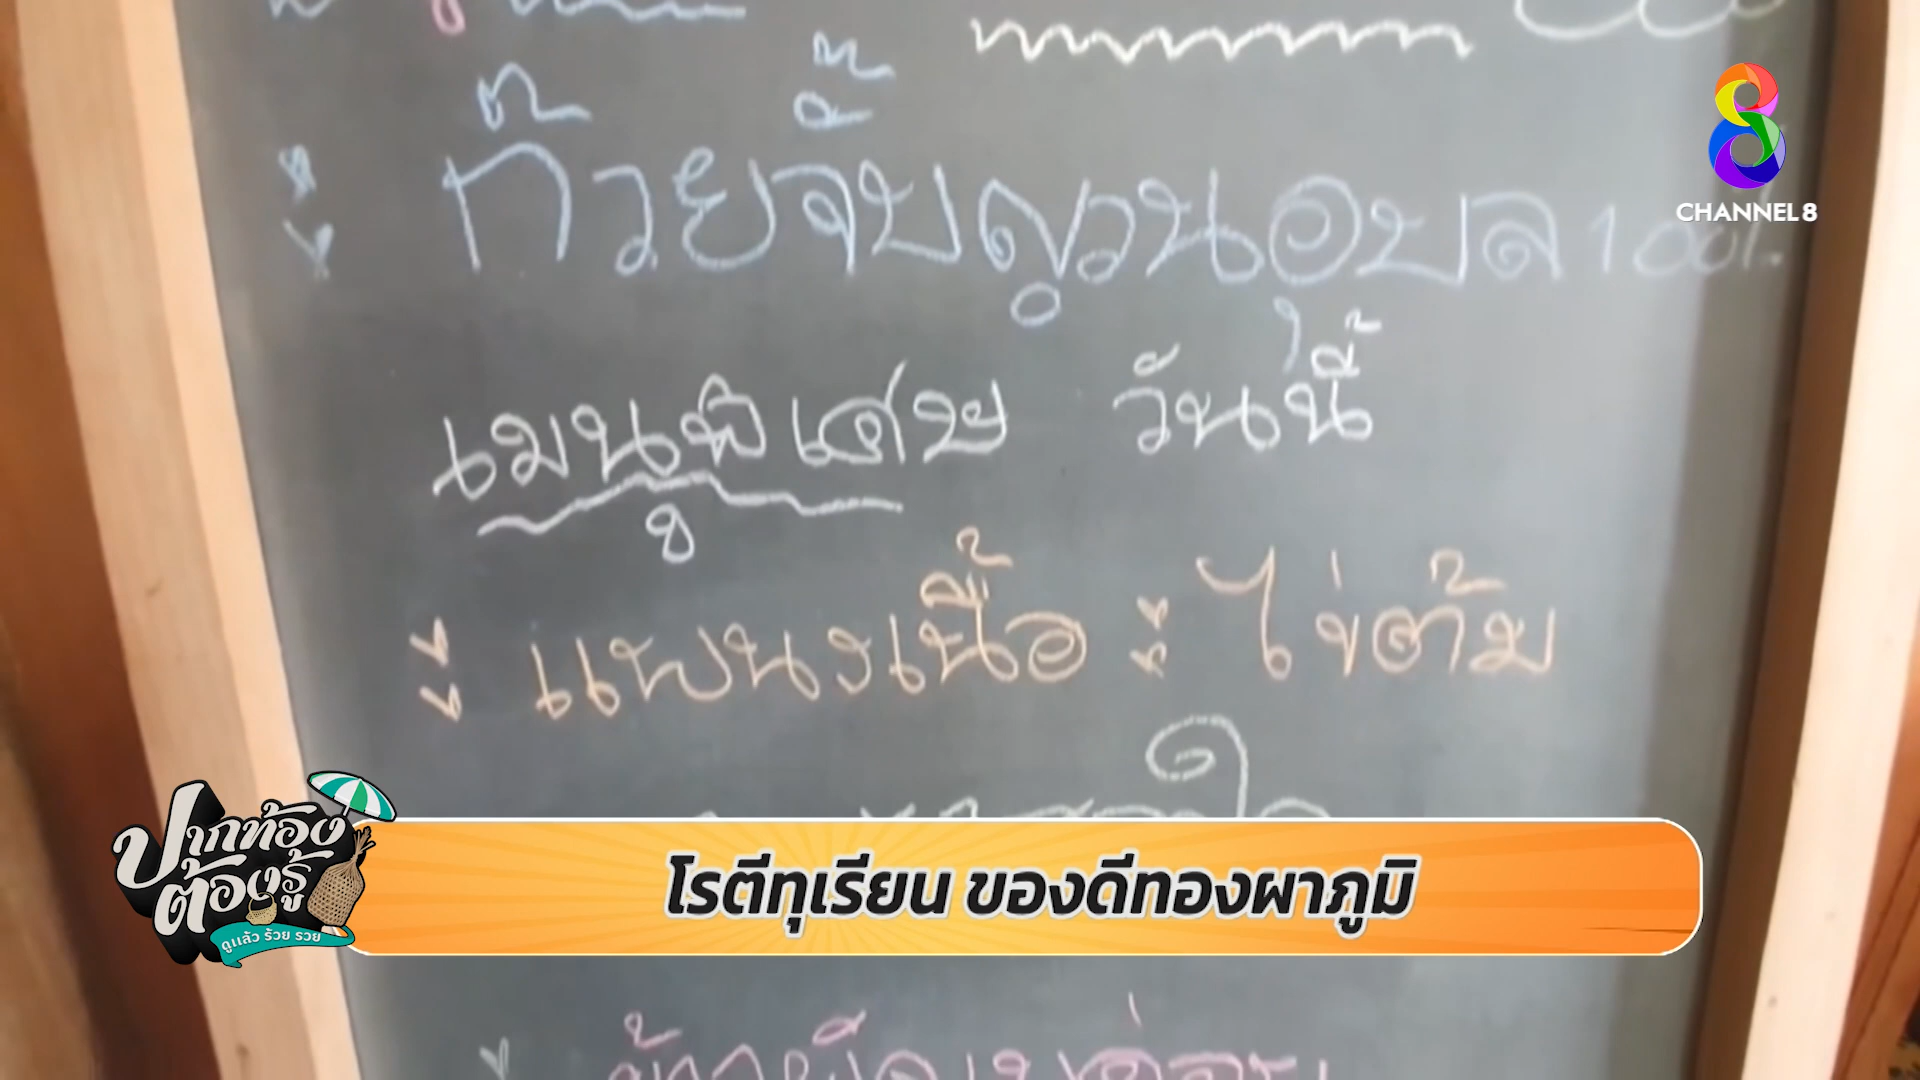 ก๋วยจั๊บญวนอุบล 100/.
CHANNEL 8
เมนูพิเศษ วันนี้
แพนงเนื้อ ไข่ต้ม
ปากท้อง
ต้องรู้
ดูแล้ว ร้วย รวย
โรตีทุเรียน ของดีทองผาภูมิ